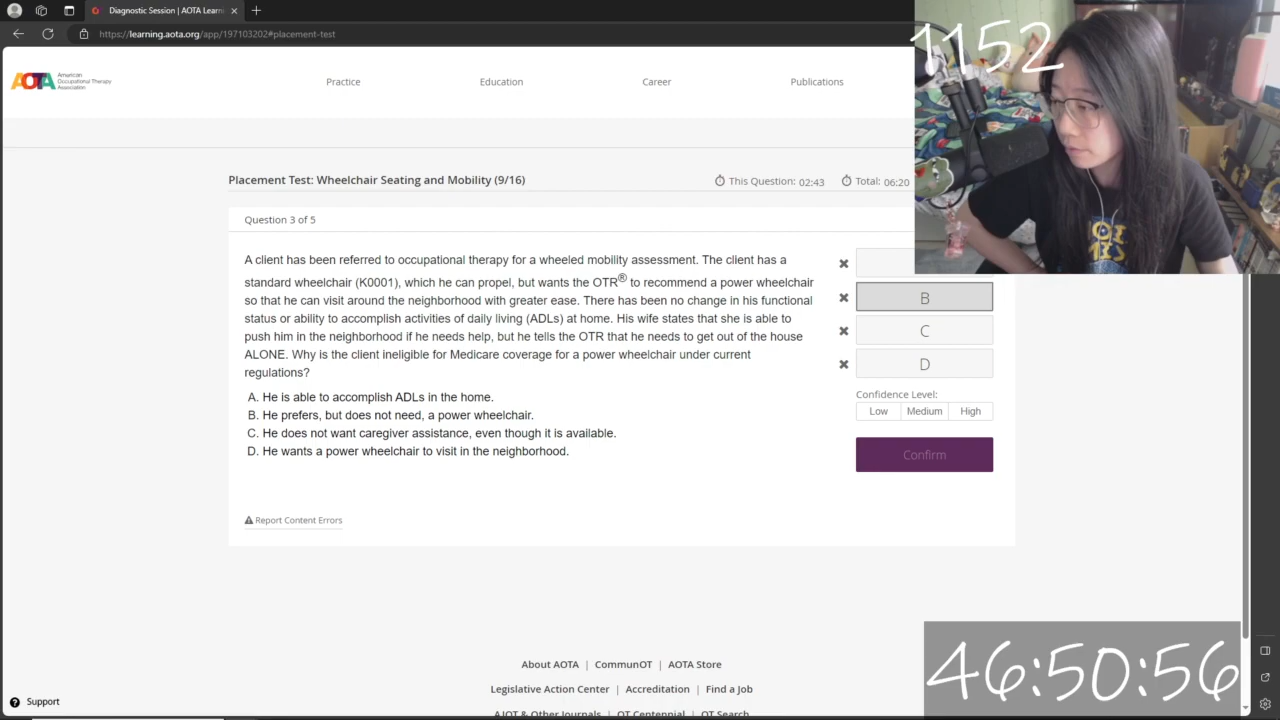 Diagnostic Session | AOTA Learn
https://learning.aota.org/app/197103202#placement-test
1152
AOTA American Occupational Therapy Association
Practice
Education
Career
Publications
Placement Test: Wheelchair Seating and Mobility (9/16)
This Question: 02:43
Total: 06:20
Question 3 of 5
A client has been referred to occupational therapy for a wheeled mobility assessment. The client has a
standard wheelchair (K0001), which he can propel, but wants the OTR® to recommend a power wheelchair
so that he can visit around the neighborhood with greater ease. There has been no change in his functional
status or ability to accomplish activities of daily living (ADLs) at home. His wife states that she is able to
push him in the neighborhood if he needs help, but he tells the OTR that he needs to get out of the house
ALONE. Why is the client ineligible for Medicare coverage for a power wheelchair under current
regulations?
A. He is able to accomplish ADLs in the home.
B. He prefers, but does not need, a power wheelchair.
C. He does not want caregiver assistance, even though it is available.
D. He wants a power wheelchair to visit in the neighborhood.
B
C
D
Confidence Level:
Low Medium High
Confirm
Report Content Errors
About AOTA | CommunOT | AOTA Store
Legislative Action Center | Accreditation | Find a Job
AJOT & Other Journals | OT Centennial | OT Search
Support
46:50:56